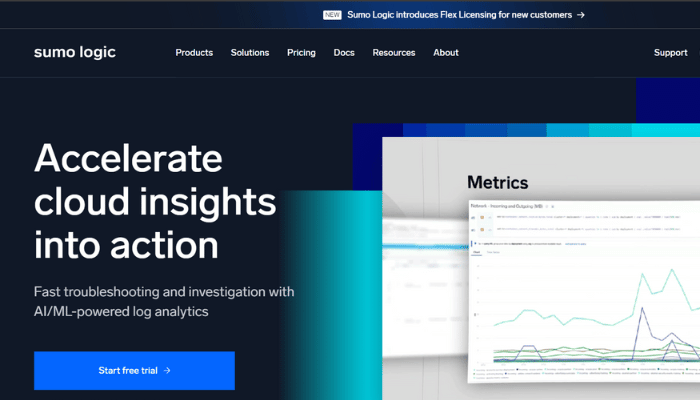 NEW Sumo Logic introduces Flex Licensing for new customers →
sumo logic
Products Solutions Pricing Docs Resources About Support
Accelerate
cloud insights
into action
Fast troubleshooting and investigation with
AI/ML-powered log analytics
Start free trial →
Metrics
Network - Incoming and Outgoing (MB)